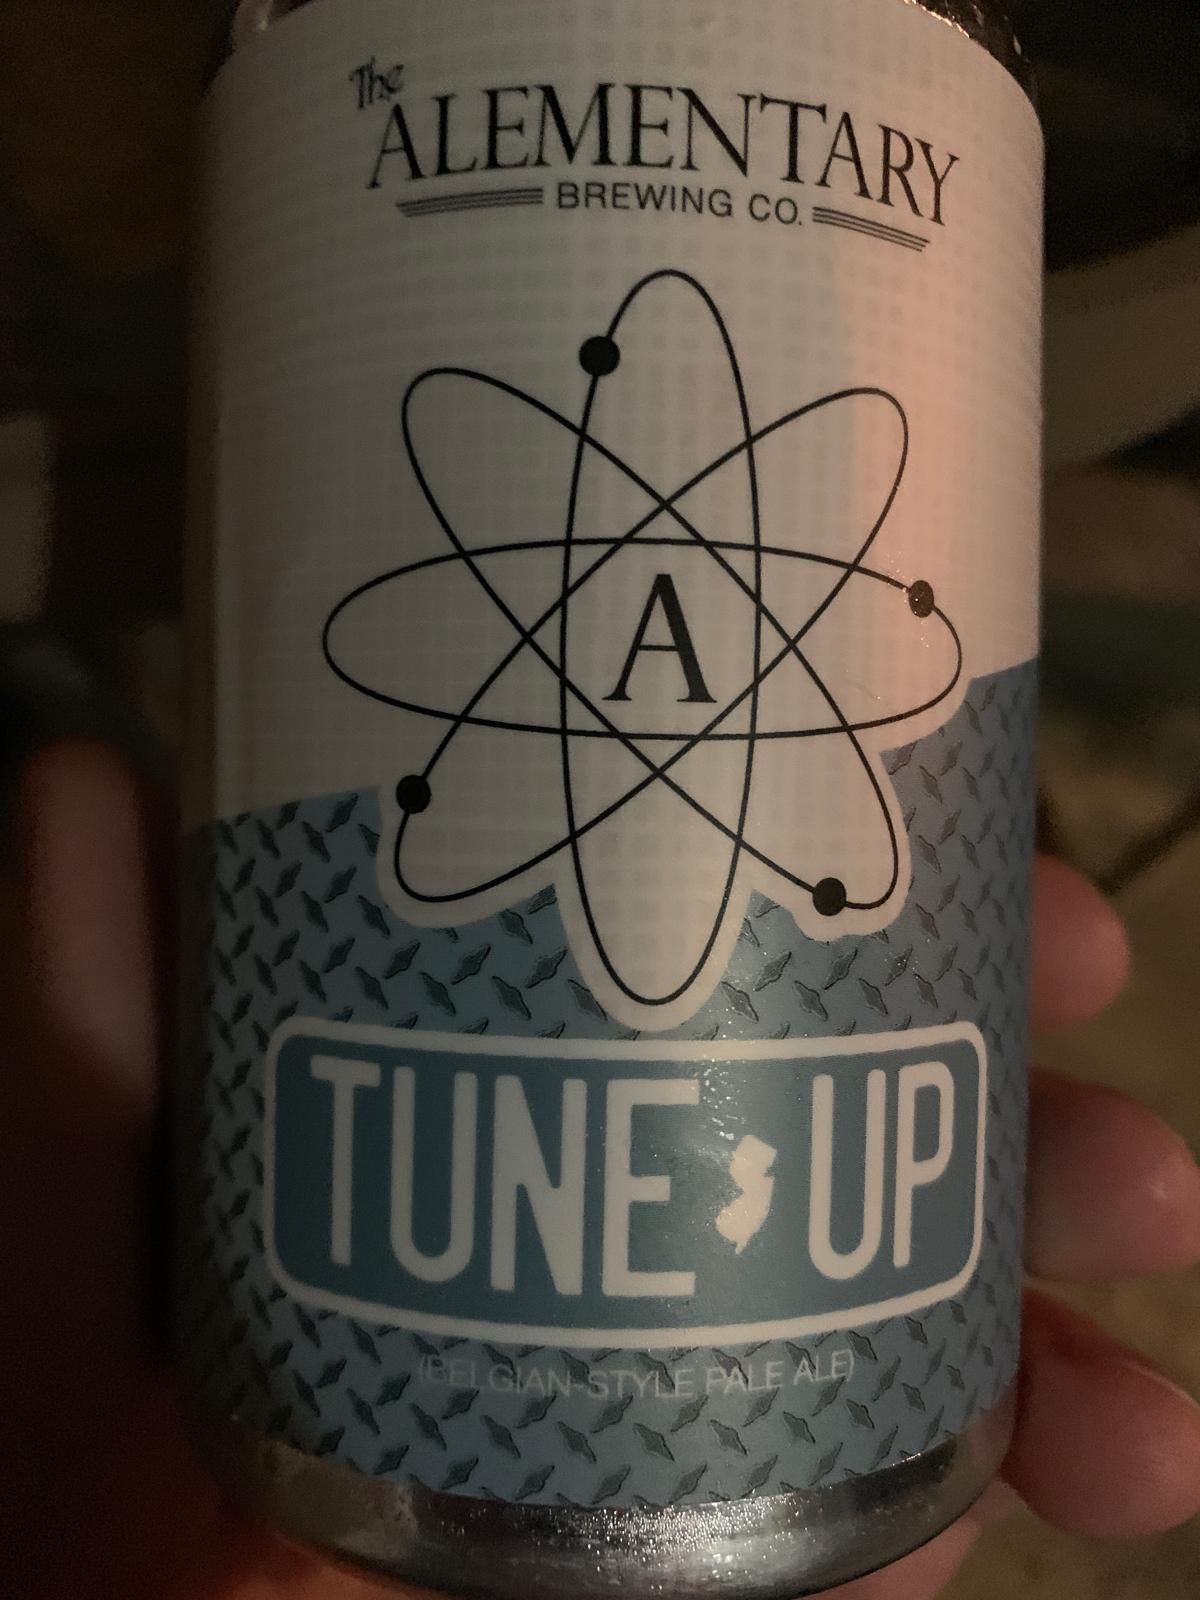 The
ALEMENTARY
BREWING CO.
A
TUNE UP
(BELGIAN-STYLE PALE ALE)